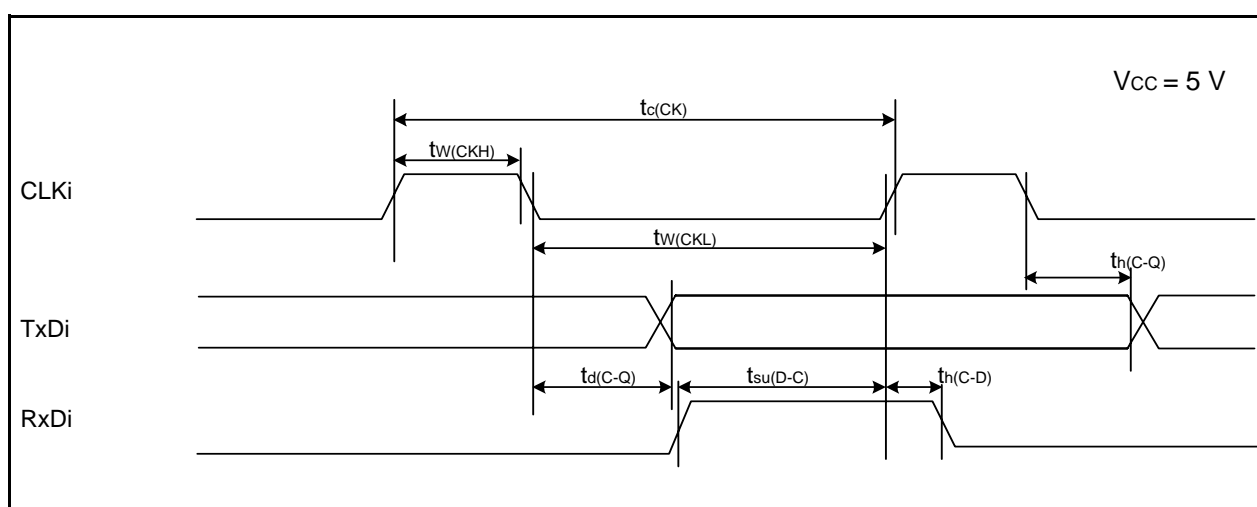 VCC = 5 V
tc(CK)
tW(CKH)
CLKi
tW(CKL)
th(C-Q)
TxDi
td(C-Q)
tsu(D-C)
th(C-D)
RxDi